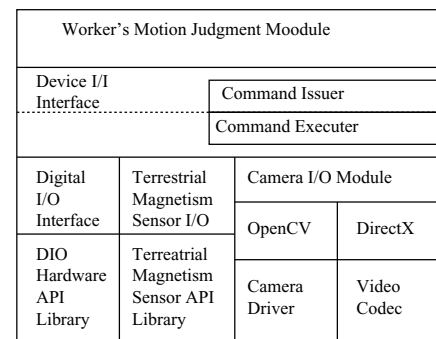 Worker's Motion Judgment Moodule
Device I/I
Interface
Command Issuer
Command Executer
Digital
I/O
Interface
Terrestrial
Magnetism
Sensor I/O
Camera I/O Module
OpenCV
DirectX
DIO
Hardware
API
Library
Terreatrial
Magnetism
Sensor API
Library
Camera
Driver
Video
Codec